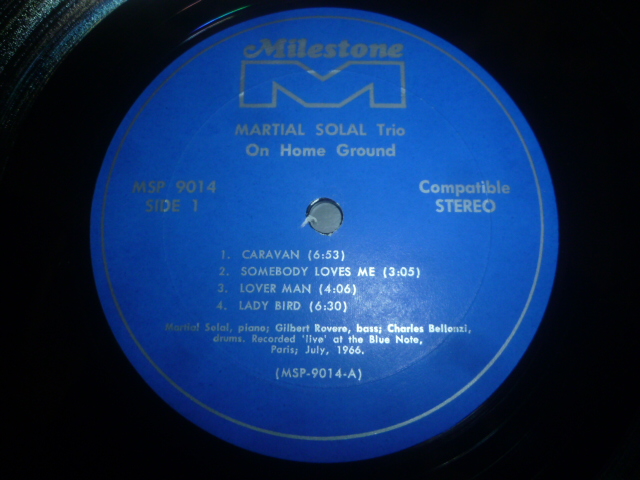 Milestone
M
MARTIAL SOLAL Trio
On Home Ground
MSP 9014 Compatible
SIDE 1 STEREO
1. CARAVAN (6:53)
2. SOMEBODY LOVES ME (3:05)
3. LOVER MAN (4:06)
4. LADY BIRD (6:30)
Martial Solal, piano; Gilbert Rovere, bass; Charles Bellonzi,
drums. Recorded 'live' at the Blue Note,
Paris; July, 1966.
(MSP-9014-A)